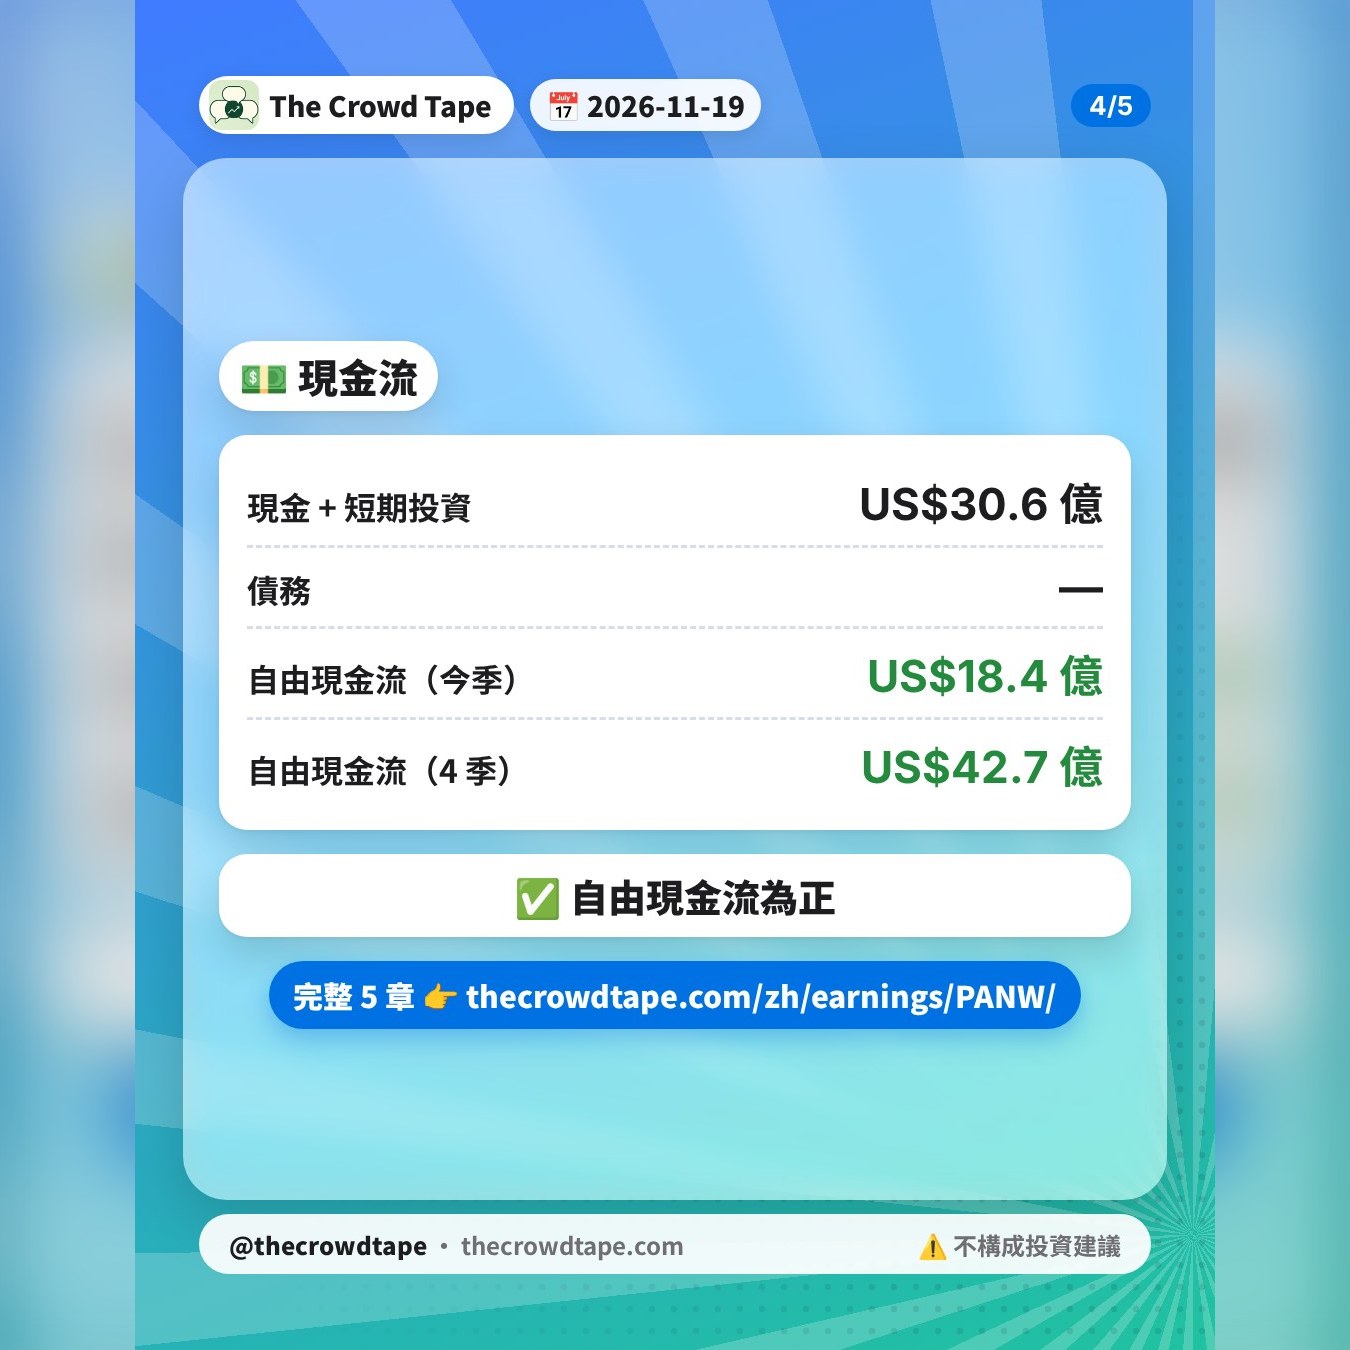 The Crowd Tape
2026-11-19
4/5
現金流
現金 + 短期投資
US$30.6 億
債務
—
自由現金流（今季）
US$18.4 億
自由現金流（4 季）
US$42.7 億
✅ 自由現金流為正
完整 5 章 👉 thecrowdtape.com/zh/earnings/PANW/
@thecrowdtape · thecrowdtape.com
⚠️ 不構成投資建議